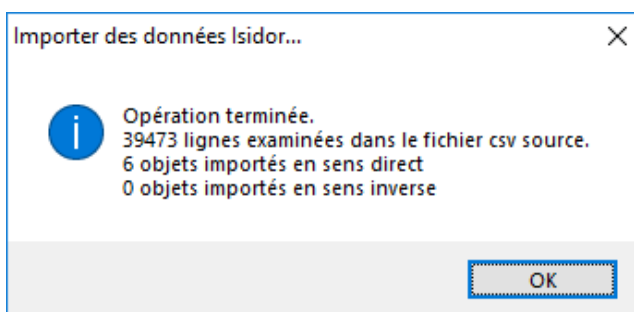 Importer des données Isidor...
Opération terminée.
39473 lignes examinées dans le fichier csv source.
6 objets importés en sens direct
0 objets importés en sens inverse
OK